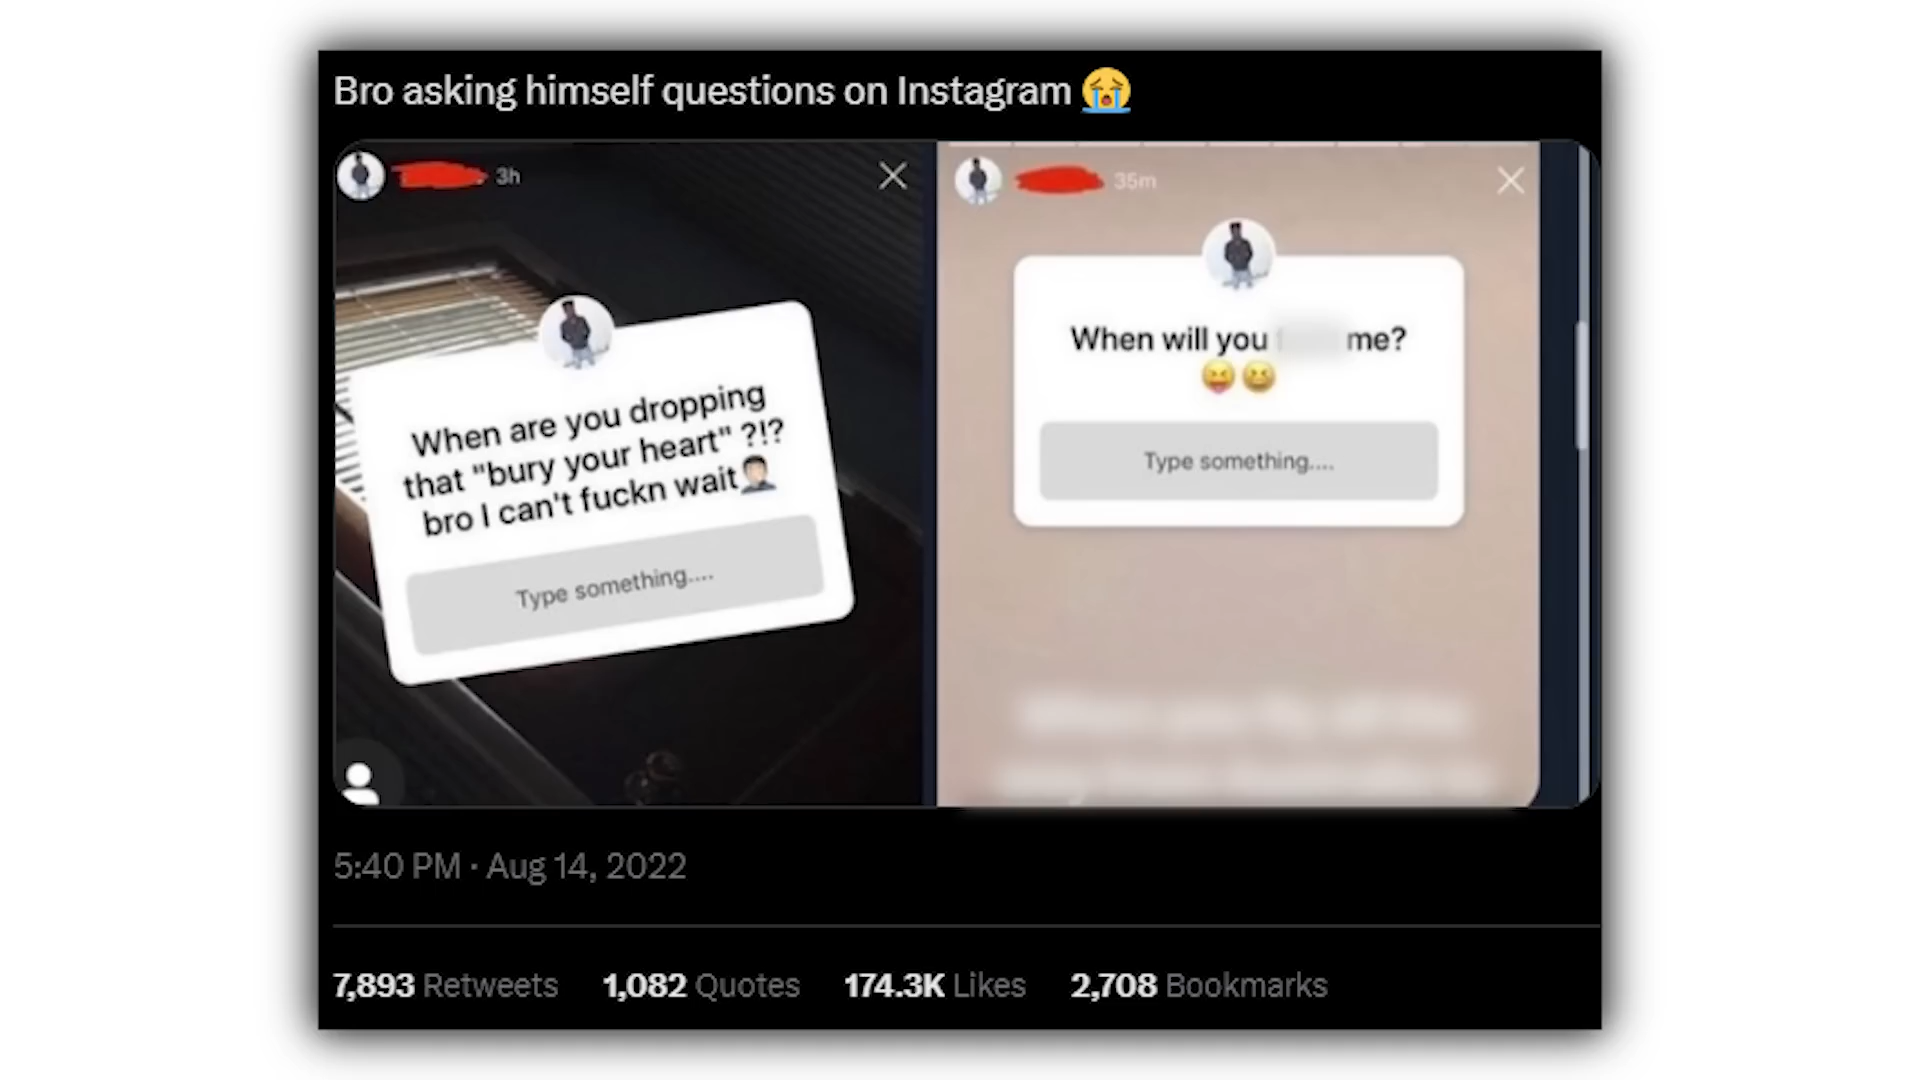 Bro asking himself questions on Instagram 😭
3h
When are you dropping
that "bury your heart" ?!?
bro I can't fuckn wait🤦🏻‍♂️
Type something....
35m
When will you me?
😝😆
Type something....
5:40 PM · Aug 14, 2022
7,893 Retweets 1,082 Quotes 174.3K Likes 2,708 Bookmarks